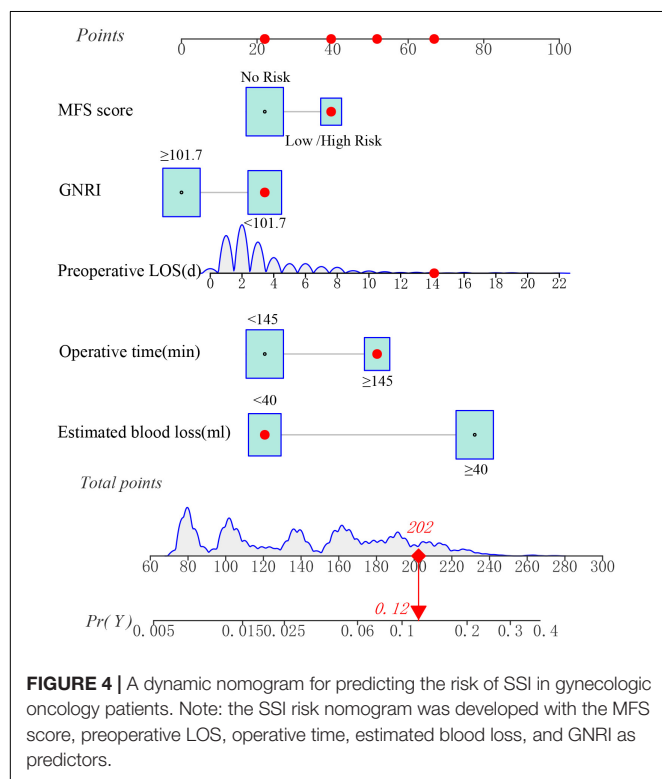 Points
0 20 40 60 80 100
No Risk
MFS score
Low /High Risk
≥101.7
GNRI
<101.7
Preoperative LOS(d)
0 2 4 6 8 10 12 14 16 18 20 22
<145
Operative time(min)
≥145
<40
Estimated blood loss(ml)
≥40
Total points
202
60 80 100 120 140 160 180 200 220 240 260 280 300
0.12
Pr(Y)
0.005 0.015 0.025 0.06 0.1 0.2 0.3 0.4
FIGURE 4 | A dynamic nomogram for predicting the risk of SSI in gynecologic
oncology patients. Note: the SSI risk nomogram was developed with the MFS
score, preoperative LOS, operative time, estimated blood loss, and GNRI as
predictors.